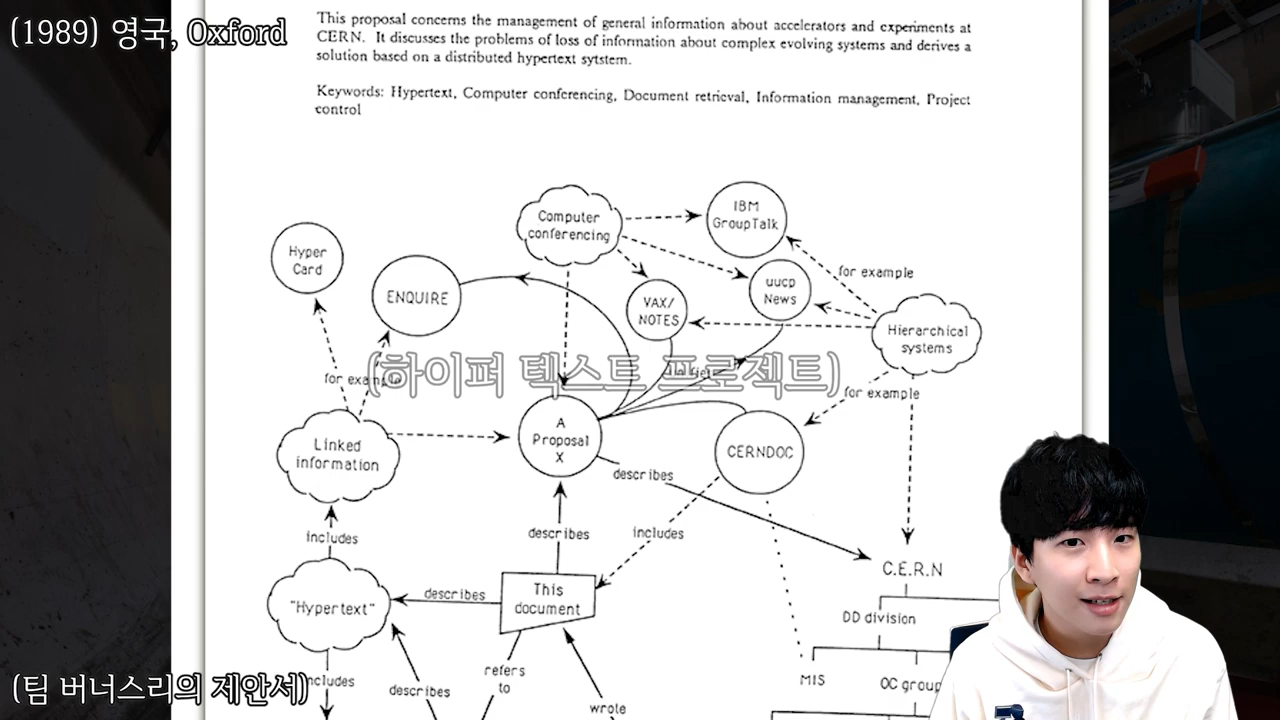 (1989) 영국, Oxford
This proposal concerns the management of general information about accelerators and experiments at
CERN. It discusses the problems of loss of information about complex evolving systems and derives a
solution based on a distributed hypertext sytstem.
Keywords: Hypertext, Computer conferencing, Document retrieval, Information management, Project
control
Computer
conferencing
IBM
GroupTalk
Hyper
Card
ENQUIRE
VAX/
NOTES
uucp
News
for example
Hierarchical
systems
for example
(하이퍼 텍스트 프로젝트)
for example
A
Proposal
X
CERNDOC
Linked
information
describes
includes
describes
includes
C.E.R.N
"Hypertext"
describes
This
document
DD division
(팀 버너스리의 제안서)
includes
describes
refers
to
wrote
MIS
OC group